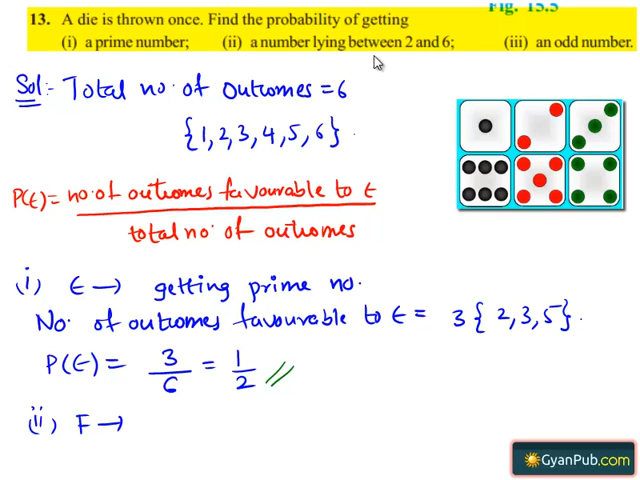 Fig. 15.5
13. A die is thrown once. Find the probability of getting
(i) a prime number; (ii) a number lying between 2 and 6; (iii) an odd number.
Sol:- Total no. of outcomes = 6
{1, 2, 3, 4, 5, 6}.
P(E) = no. of outcomes favourable to E
total no. of outcomes
(i) E → getting prime no.
No. of outcomes favourable to E = 3 { 2, 3, 5}.
P(E) = 3/6 = 1/2 //
(ii) F →
GyanPub.com